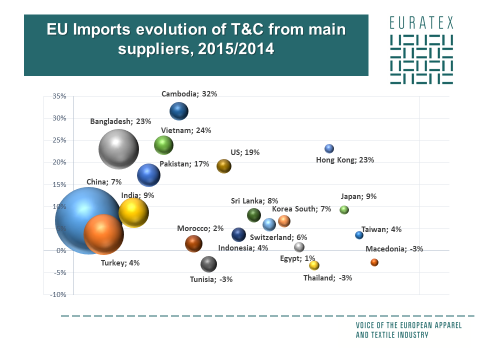 EU Imports evolution of T&C from main
suppliers, 2015/2014
EURATEX
35%
30%
25%
20%
15%
10%
5%
0%
-5%
-10%
Cambodia; 32%
Bangladesh; 23%
Vietnam; 24%
Pakistan; 17%
US; 19%
Hong Kong; 23%
China; 7%
India; 9%
Sri Lanka; 8%
Korea South; 7%
Japan; 9%
Morocco; 2%
Switzerland; 6%
Taiwan; 4%
Indonesia; 4%
Macedonia; -3%
Turkey; 4%
Egypt; 1%
Tunisia; -3%
Thailand; -3%
VOICE OF THE EUROPEAN APPAREL
AND TEXTILE INDUSTRY